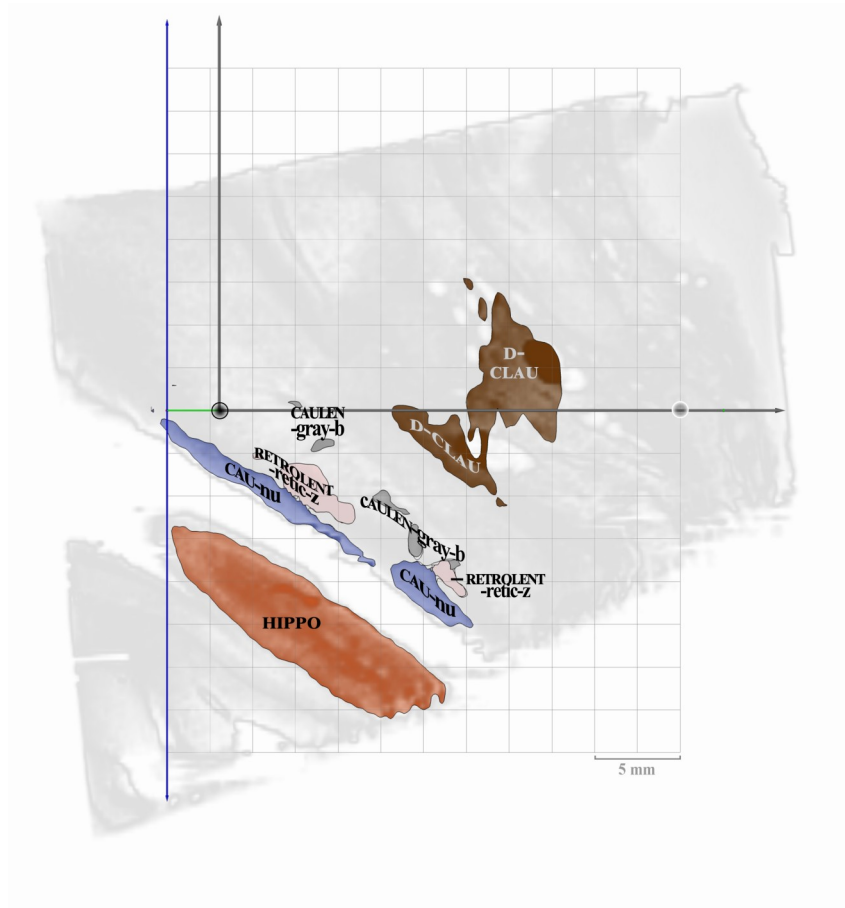 D-
CLAU
CAULEN
-gray-b
D-CLAU
RETROLENT
-retic-z
CAU-nu
CAULEN-gray-b
RETROLENT
-retic-z
CAU-nu
HIPPO
5 mm